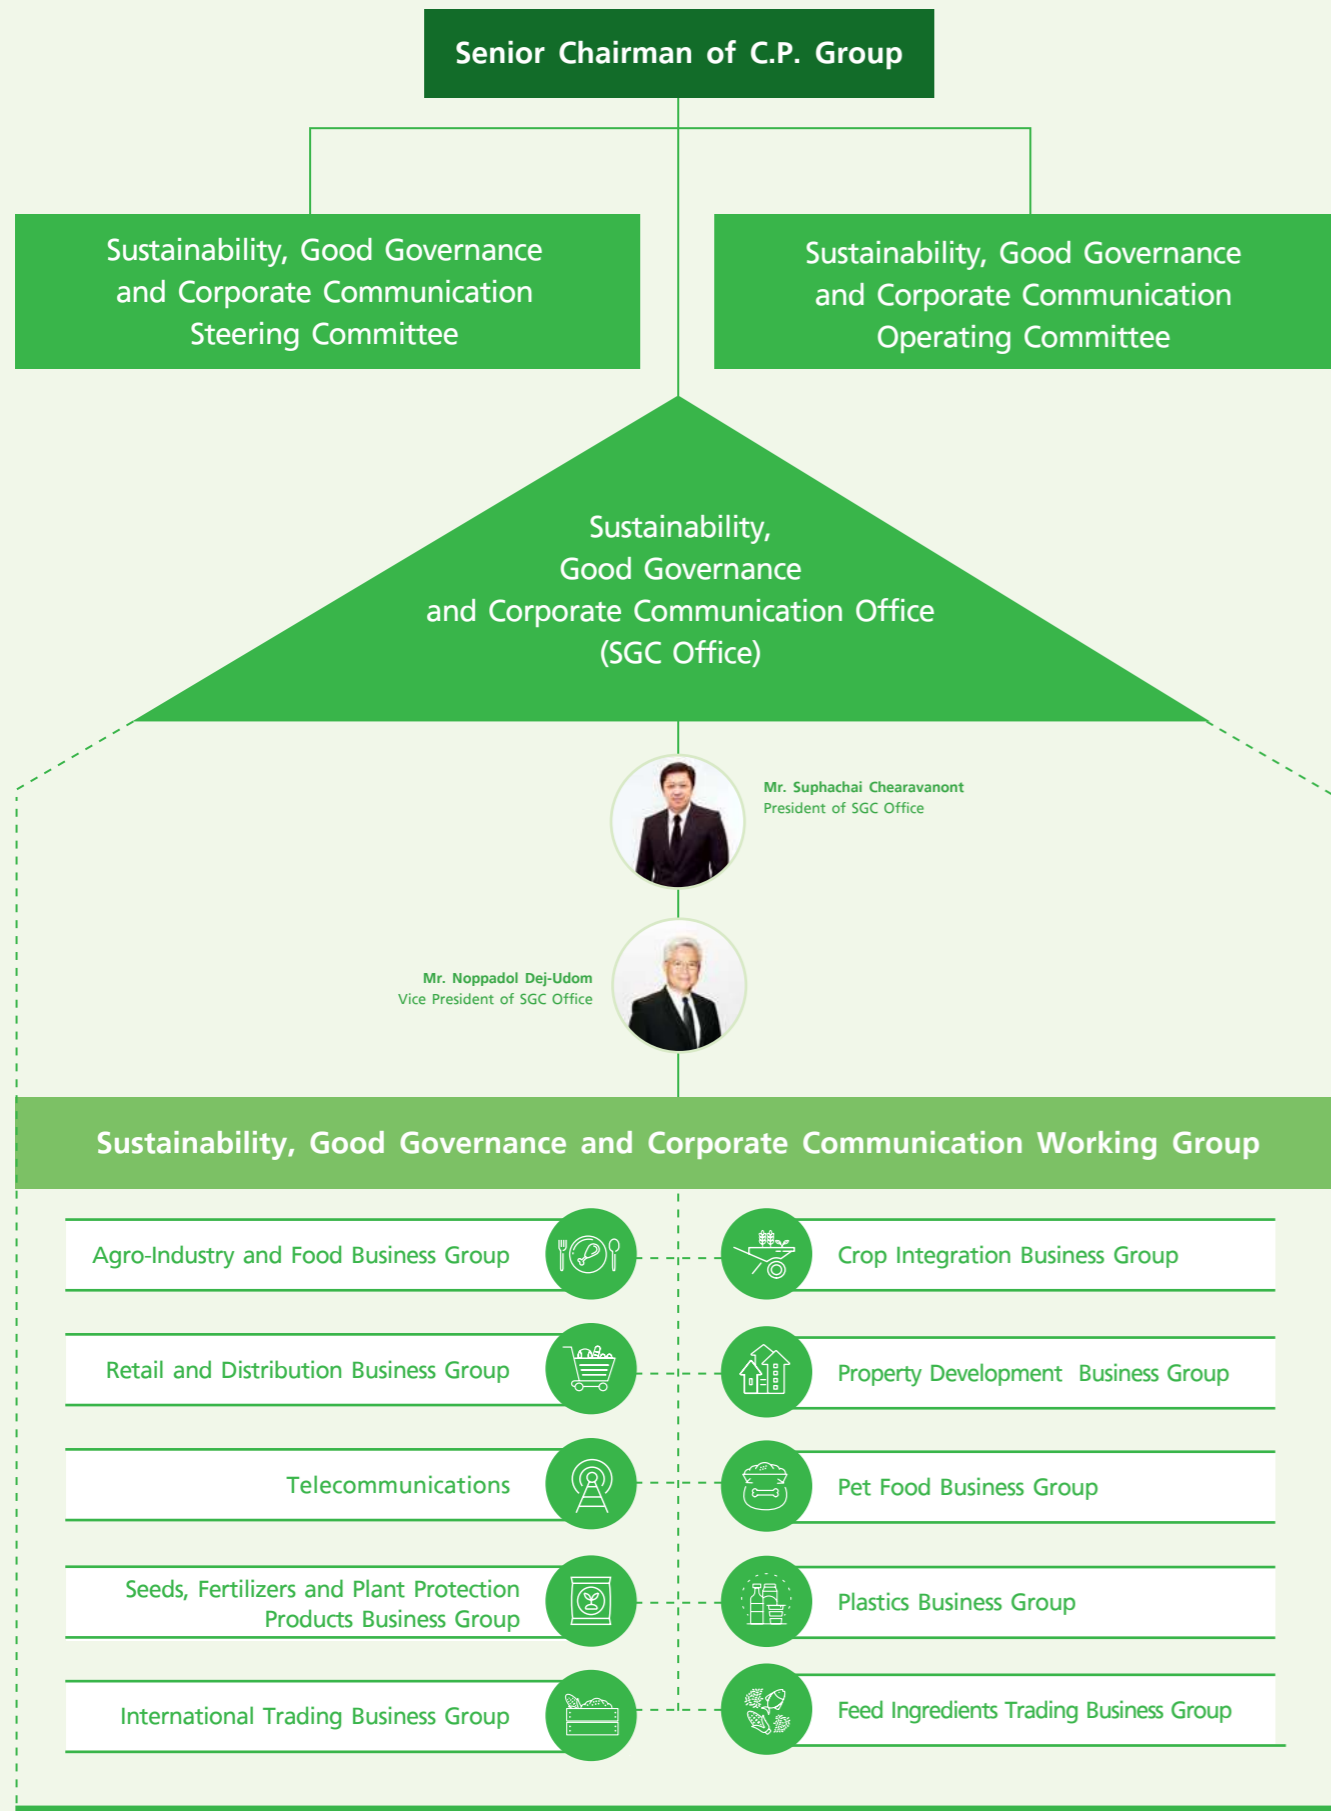 Senior Chairman of C.P. Group
Sustainability, Good Governance
and Corporate Communication
Steering Committee
Sustainability, Good Governance
and Corporate Communication
Operating Committee
Sustainability,
Good Governance
and Corporate Communication Office
(SGC Office)
Mr. Suphachai Chearavanont
President of SGC Office
Mr. Noppadol Dej-Udom
Vice President of SGC Office
Sustainability, Good Governance and Corporate Communication Working Group
Agro-Industry and Food Business Group
Crop Integration Business Group
Retail and Distribution Business Group
Property Development Business Group
Telecommunications
Pet Food Business Group
Seeds, Fertilizers and Plant Protection
Products Business Group
Plastics Business Group
International Trading Business Group
Feed Ingredients Trading Business Group